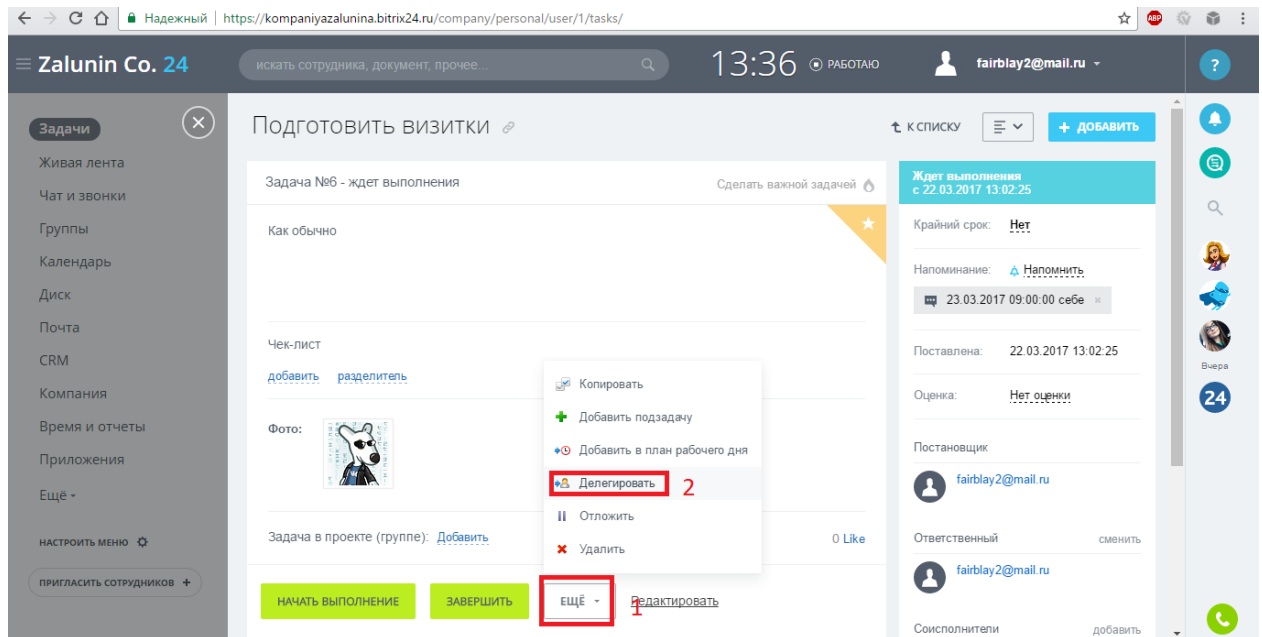 Надежный | https://kompaniyazalunina.bitrix24.ru/company/personal/user/1/tasks/
ABP
Zalunin Co. 24
искать сотрудника, документ, прочее...
13:36
РАБОТАЮ
fairblay2@mail.ru
?
Задачи
Живая лента
Чат и звонки
Группы
Календарь
Диск
Почта
CRM
Компания
Время и отчеты
Приложения
Ещё
НАСТРОИТЬ МЕНЮ
ПРИГЛАСИТЬ СОТРУДНИКОВ +
Подготовить визитки
К СПИСКУ
+ ДОБАВИТЬ
Задача №6 - ждет выполнения
Сделать важной задачей
Как обычно
Чек-лист
добавить разделитель
Фото:
Задача в проекте (группе): Добавить
0 Like
Копировать
Добавить подзадачу
Добавить в план рабочего дня
Делегировать 2
Отложить
Удалить
НАЧАТЬ ВЫПОЛНЕНИЕ
ЗАВЕРШИТЬ
ЕЩЁ
1
Редактировать
Ждет выполнения
с 22.03.2017 13:02:25
Крайний срок: Нет
Напоминание: Напомнить
23.03.2017 09:00:00 себе ×
Поставлена: 22.03.2017 13:02:25
Оценка: Нет оценки
Постановщик
fairblay2@mail.ru
Ответственный сменить
fairblay2@mail.ru
Соисполнители добавить
Вчера
24